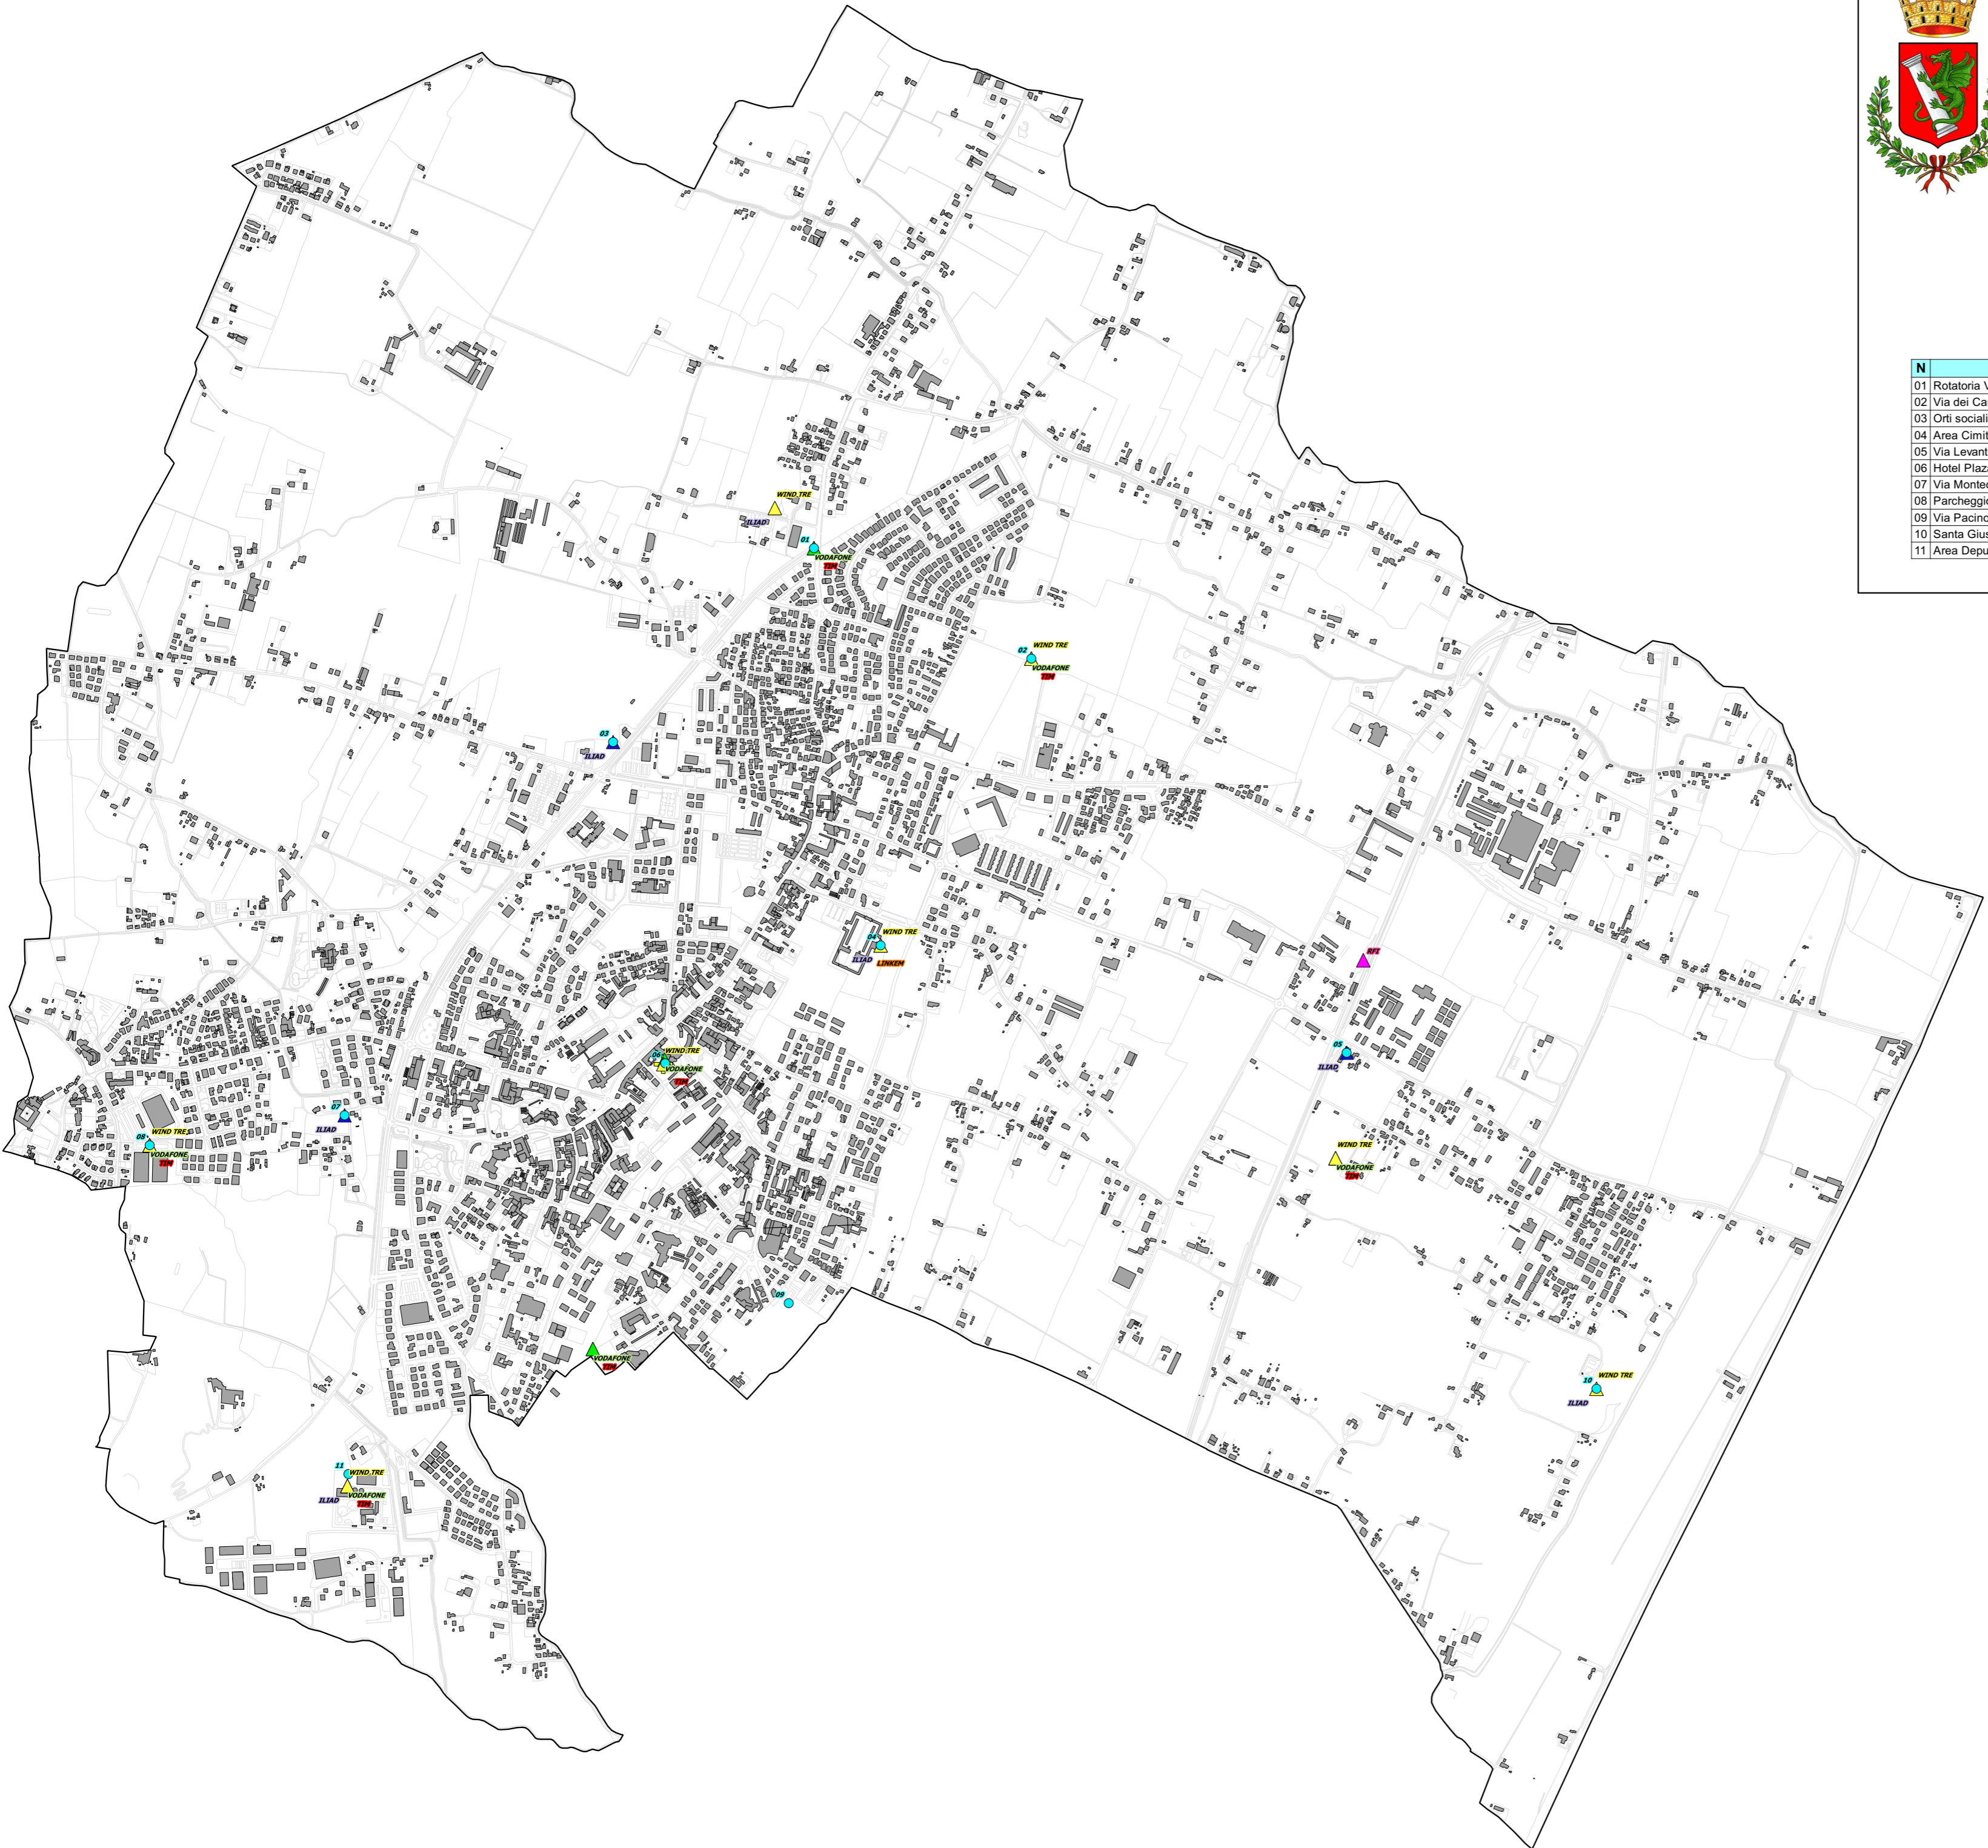 N
01 Rotatoria V
02 Via dei Ca
03 Orti sociali
04 Area Cimit
05 Via Levant
06 Hotel Plaza
07 Via Montec
08 Parcheggio
09 Via Pacino
10 Santa Gius
11 Area Depu
WIND TRE
ILIAD
01
VODAFONE
TIM
02
WIND TRE
VODAFONE
TIM
03
ILIAD
04
WIND TRE
ILIAD
LINKEM
RFI
05
ILIAD
06
WIND TRE
VODAFONE
TIM
07
ILIAD
08
WIND TRE
VODAFONE
TIM
WIND TRE
VODAFONE
TIM
09
VODAFONE
TIM
10
WIND TRE
ILIAD
11
WIND TRE
ILIAD
VODAFONE
TIM